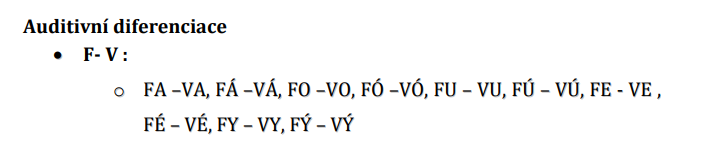 Auditivní diferenciace
• F- V :
o FA –VA, FÁ –VÁ, FO –VO, FÓ –VÓ, FU – VU, FÚ – VÚ, FE - VE ,
FÉ – VÉ, FY – VY, FÝ – VÝ